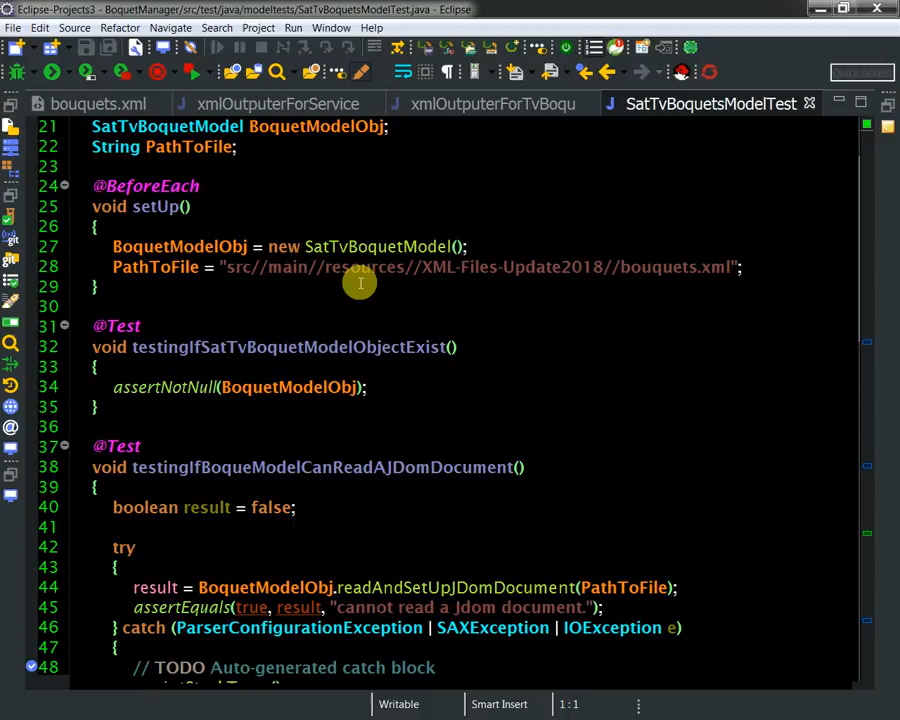 Eclipse-Projects3 - BoquetManager/src/test/java/modeltests/SatTvBoquetsModelTest.java - Eclipse
File Edit Source Refactor Navigate Search Project Run Window Help
Quick Access
bouquets.xml xmlOutputerForService xmlOutputerForTvBoqu SatTvBoquetsModelTest
21 SatTvBoquetModel BoquetModelObj;
22 String PathToFile;
23
24 @BeforeEach
25 void setUp()
26 {
27 BoquetModelObj = new SatTvBoquetModel();
28 PathToFile = "src//main//resources//XML-Files-Update2018//bouquets.xml";
29 }
30
31 @Test
32 void testingIfSatTvBoquetModelObjectExist()
33 {
34 assertNotNull(BoquetModelObj);
35 }
36
37 @Test
38 void testingIfBoqueModelCanReadAJDomDocument()
39 {
40 boolean result = false;
41
42 try
43 {
44 result = BoquetModelObj.readAndSetUpJDomDocument(PathToFile);
45 assertEquals(true, result, "cannot read a Jdom document.");
46 } catch (ParserConfigurationException | SAXException | IOException e)
47 {
48 // TODO Auto-generated catch block
Writable Smart Insert 1 : 1